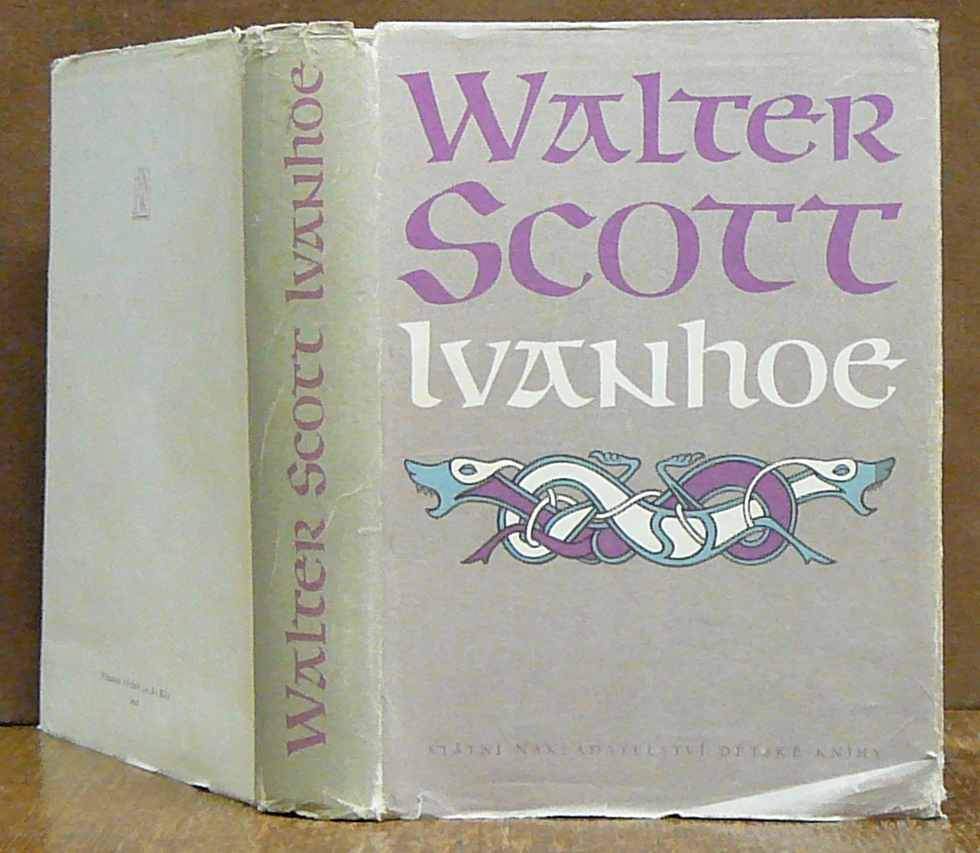 WALTER
SCOTT
IVANHOE
STÁTNÍ NAKLADATELSTVÍ DĚTSKÉ KNIHY
WALTER SCOTT IVANHOE